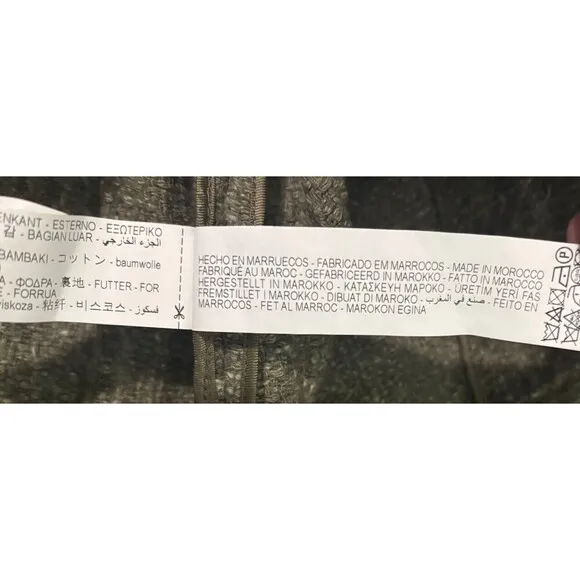 ENKANT - ESTERNO - ΕΞΩΤΕΡΙΚΟ
감 - BAGIAN LUAR - الجزء الخارجي
BAMBAKI - コットン - baumwolle
A - ΦΟΔΡΑ - 裏地 - FUTTER - FOR
E - FORRUA
viskoza - 粘纤 - 비스코스 - فسكوز
HECHO EN MARRUECOS - FABRICADO EM MARROCOS - MADE IN MOROCCO
FABRIQUÉ AU MAROC - GEFABRICEERD IN MAROKKO - FATTO IN MAROCCO
HERGESTELLT IN MAROKKO - ΚΑΤΑΣΚΕΥΗ ΜΑΡΟΚΟ - ÜRETIM YERİ FAS
FREMSTILLET I MAROKKO - DIBUAT DI MAROKO - صنع في المغرب - FEITO EN
MARROCOS - FET AL MARROC - MAROKON EGINA